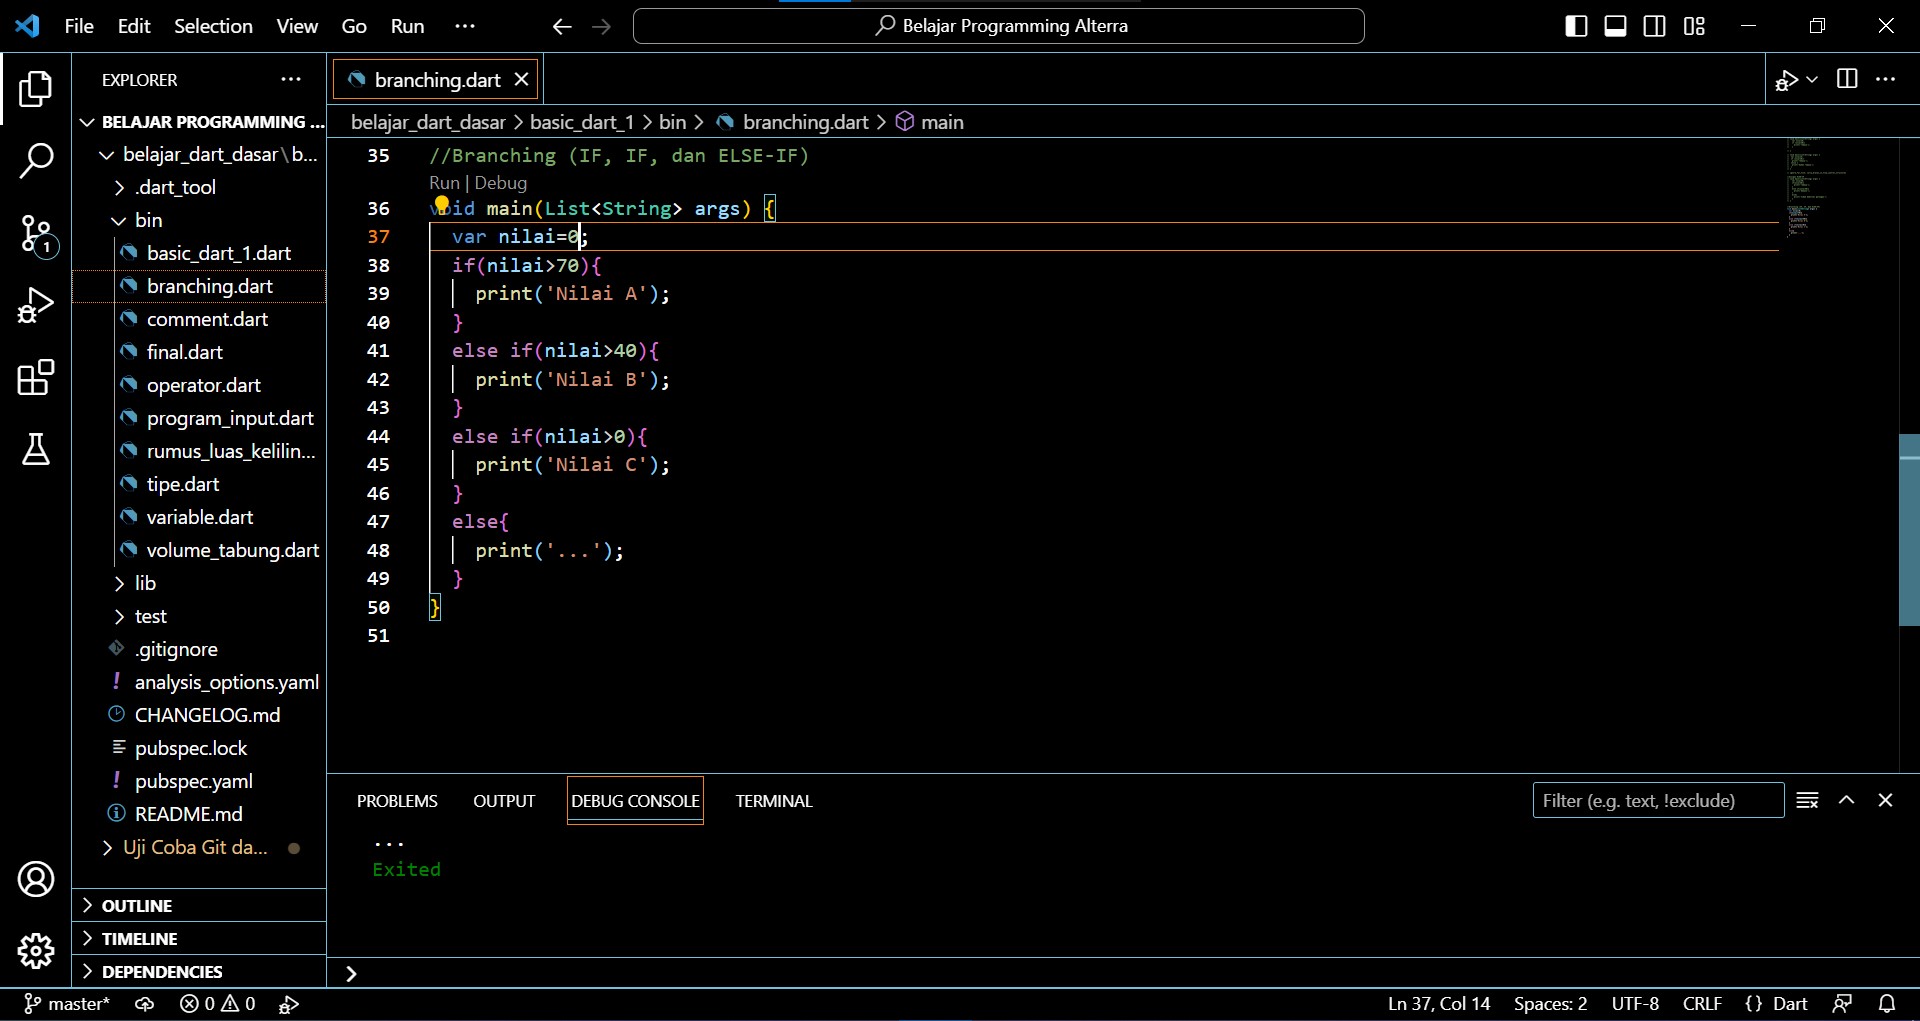 File Edit Selection View Go Run ···
Belajar Programming Alterra
EXPLORER ···
BELAJAR PROGRAMMING ...
belajar_dart_dasar\b...
.dart_tool
bin
basic_dart_1.dart
branching.dart
comment.dart
final.dart
operator.dart
program_input.dart
rumus_luas_kelilin...
tipe.dart
variable.dart
volume_tabung.dart
lib
test
.gitignore
! analysis_options.yaml
CHANGELOG.md
pubspec.lock
! pubspec.yaml
README.md
Uji Coba Git da...
OUTLINE
TIMELINE
DEPENDENCIES
1
branching.dart
belajar_dart_dasar > basic_dart_1 > bin > branching.dart > main
35 //Branching (IF, IF, dan ELSE-IF)
Run | Debug
36 void main(List<String> args) {
37 var nilai=0;
38 if(nilai>70){
39 print('Nilai A');
40 }
41 else if(nilai>40){
42 print('Nilai B');
43 }
44 else if(nilai>0){
45 print('Nilai C');
46 }
47 else{
48 print('...');
49 }
50 }
51
PROBLEMS OUTPUT DEBUG CONSOLE TERMINAL
Filter (e.g. text, !exclude)
...
Exited
>
master* 0 0
Ln 37, Col 14 Spaces: 2 UTF-8 CRLF {} Dart